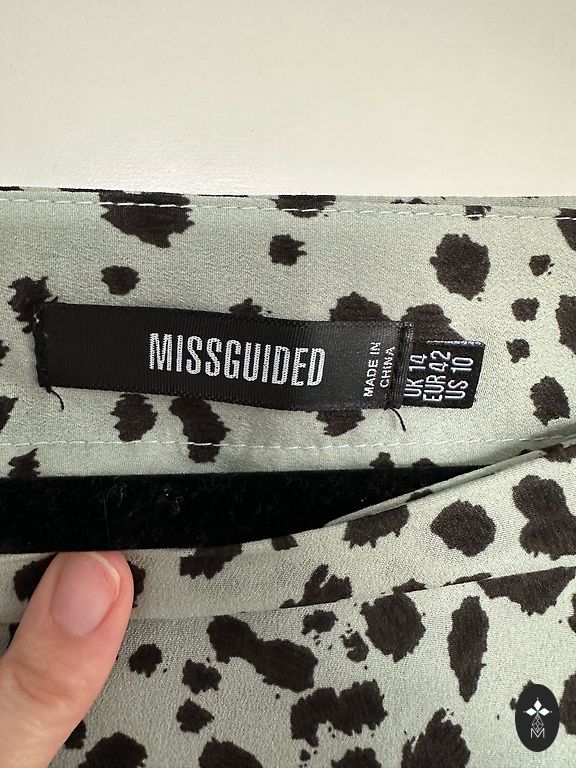 MISSGUIDED
MADE IN
CHINA
UK 14
EUR 42
US 10
M